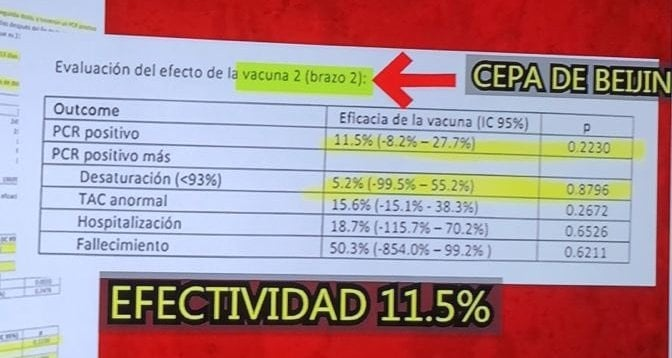 Evaluación del efecto de la vacuna 2 (brazo 2):
CEPA DE BEIJIN
Outcome Eficacia de la vacuna (IC 95%) p
PCR positivo 11.5% (-8.2% – 27.7%) 0.2230
PCR positivo más
Desaturación (<93%) 5.2% (-99.5% – 55.2%) 0.8796
TAC anormal 15.6% (-15.1% - 38.3%) 0.2672
Hospitalización 18.7% (-115.7% – 70.2%) 0.6526
Fallecimiento 50.3% (-854.0% – 99.2% ) 0.6211
EFECTIVIDAD 11.5%